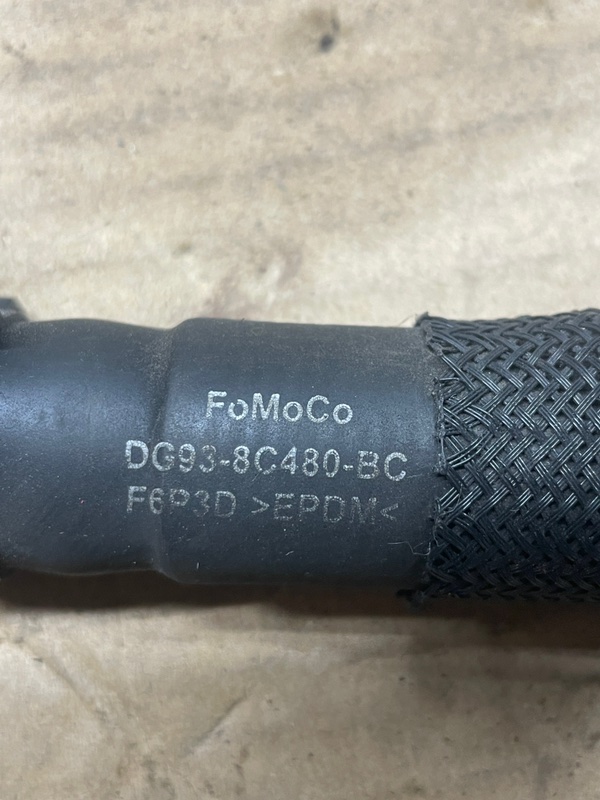 FoMoCo
DG93-8C480-BC
F6P3D >EPDM<